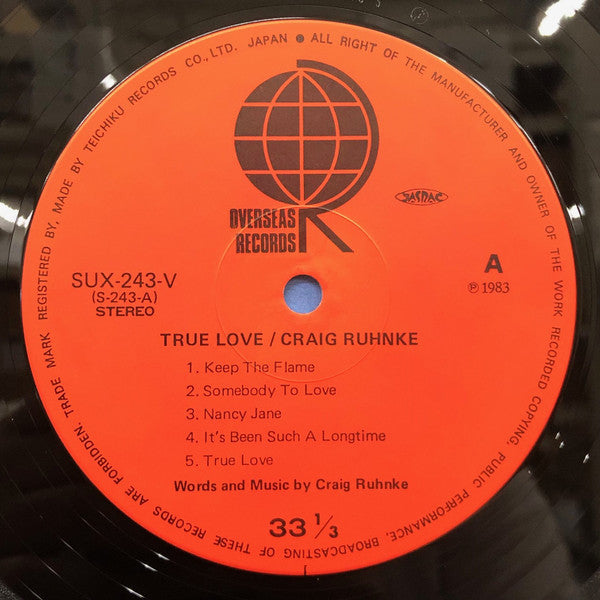 TRADE MARK REGISTERED BY, MADE BY TEICHIKU RECORDS CO., LTD. JAPAN ● ALL RIGHT OF THE MANUFACTURER AND OWNER OF THE WORK RECORDED COPYING, PUBLIC PERFORMANCE, BROADCASTING OF THESE RECORDS ARE FORBIDDEN.
OVERSEAS
RECORDS
JASRAC
SUX-243-V
(S-243-A)
STEREO
A
℗ 1983
TRUE LOVE / CRAIG RUHNKE
1. Keep The Flame
2. Somebody To Love
3. Nancy Jane
4. It's Been Such A Longtime
5. True Love
Words and Music by Craig Ruhnke
33 1/3